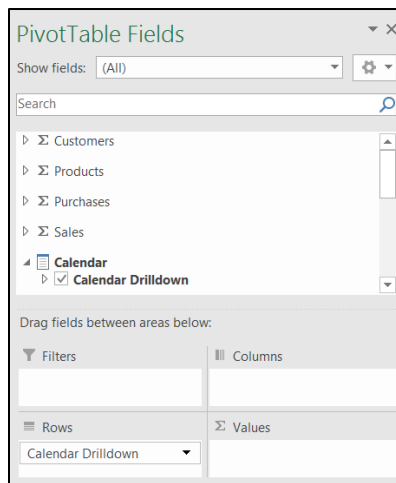 PivotTable Fields
Show fields: (All)
Search
Σ Customers
Σ Products
Σ Purchases
Σ Sales
Calendar
Calendar Drilldown
Drag fields between areas below:
Filters
Columns
Rows
Σ Values
Calendar Drilldown